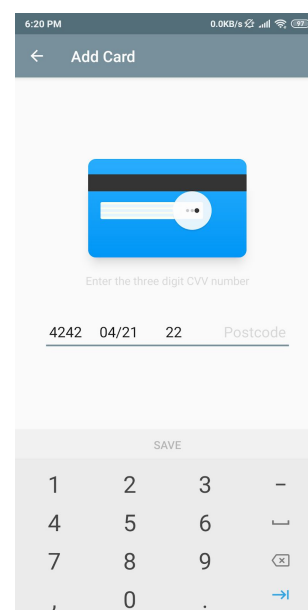 6:20 PM 0.0KB/s 97
Add Card
Enter the three digit CVV number
4242 04/21 22 Postcode
SAVE
1 2 3 -
4 5 6
7 8 9
, 0 .